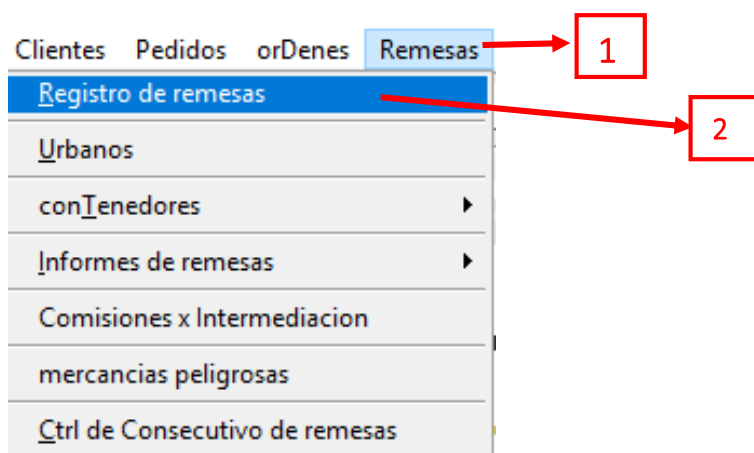 Clientes Pedidos orDenes Remesas 1
Registro de remesas
2
Urbanos
conTenedores
Informes de remesas
Comisiones x Intermediacion
mercancias peligrosas
Ctrl de Consecutivo de remesas